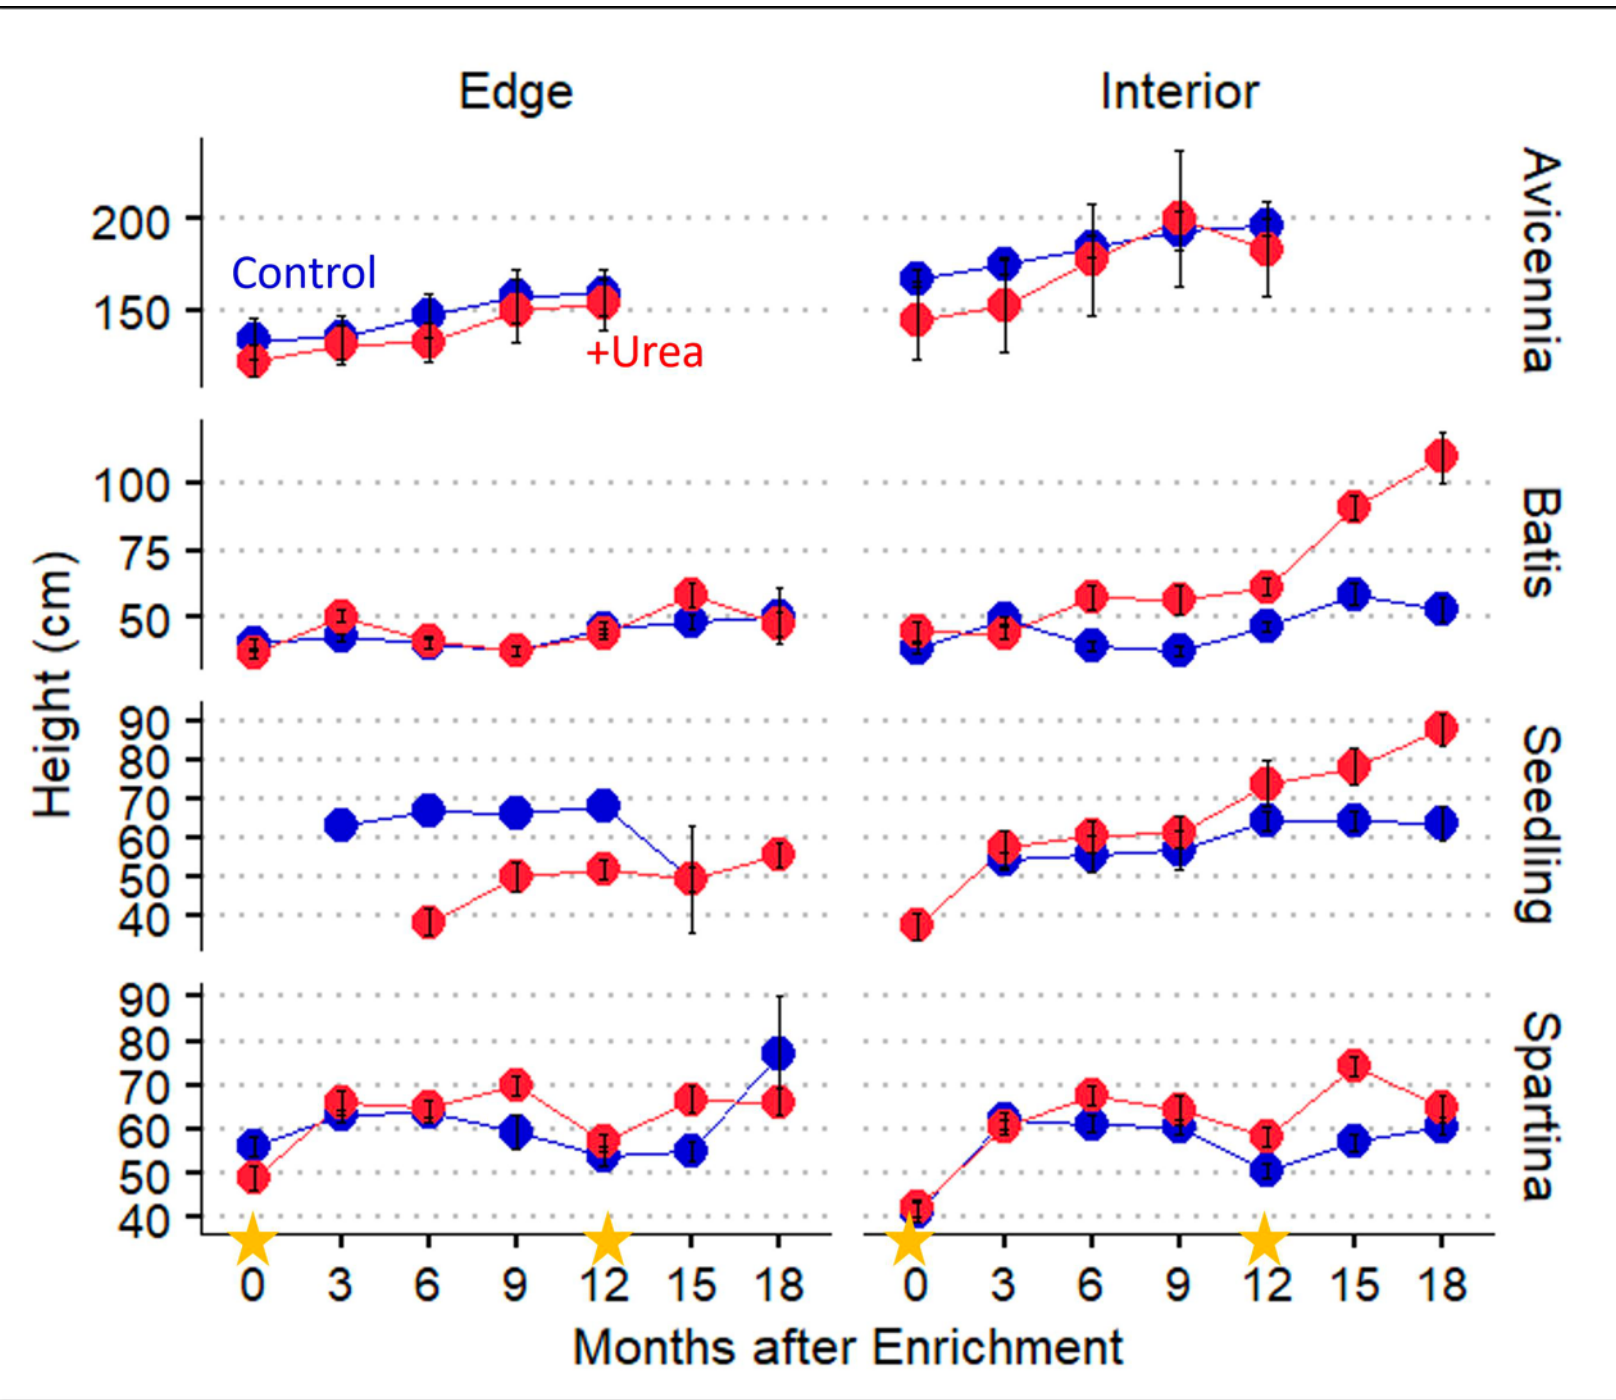 Edge
Interior
Height (cm)
200
150
Control
+Urea
Avicennia
100
75
50
Batis
90
80
70
60
50
40
Seedling
90
80
70
60
50
40
Spartina
0 3 6 9 12 15 18
0 3 6 9 12 15 18
Months after Enrichment